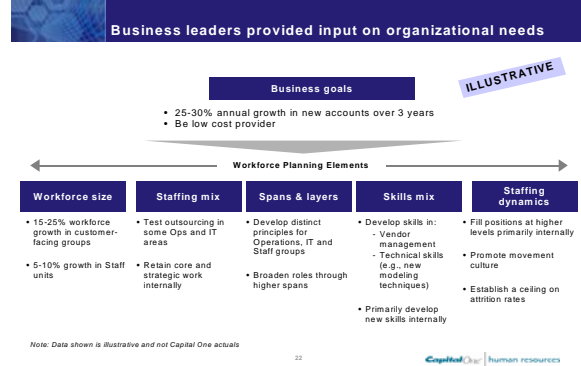 Business leaders provided input on organizational needs
ILLUSTRATIVE
Business goals
• 25-30% annual growth in new accounts over 3 years
• Be low cost provider
Workforce Planning Elements
Workforce size
• 15-25% workforce
growth in customer-
facing groups
• 5-10% growth in Staff
units
Staffing mix
• Test outsourcing in
some Ops and IT
areas
• Retain core and
strategic work
internally
Spans & layers
• Develop distinct
principles for
Operations, IT and
Staff groups
• Broaden roles through
higher spans
Skills mix
• Develop skills in:
- Vendor
management
- Technical skills
(e.g., new
modeling
techniques)
• Primarily develop
new skills internally
Staffing
dynamics
• Fill positions at higher
levels primarily internally
• Promote movement
culture
• Establish a ceiling on
attrition rates
Note: Data shown is illustrative and not Capital One actuals
22
CapitalOne human resources